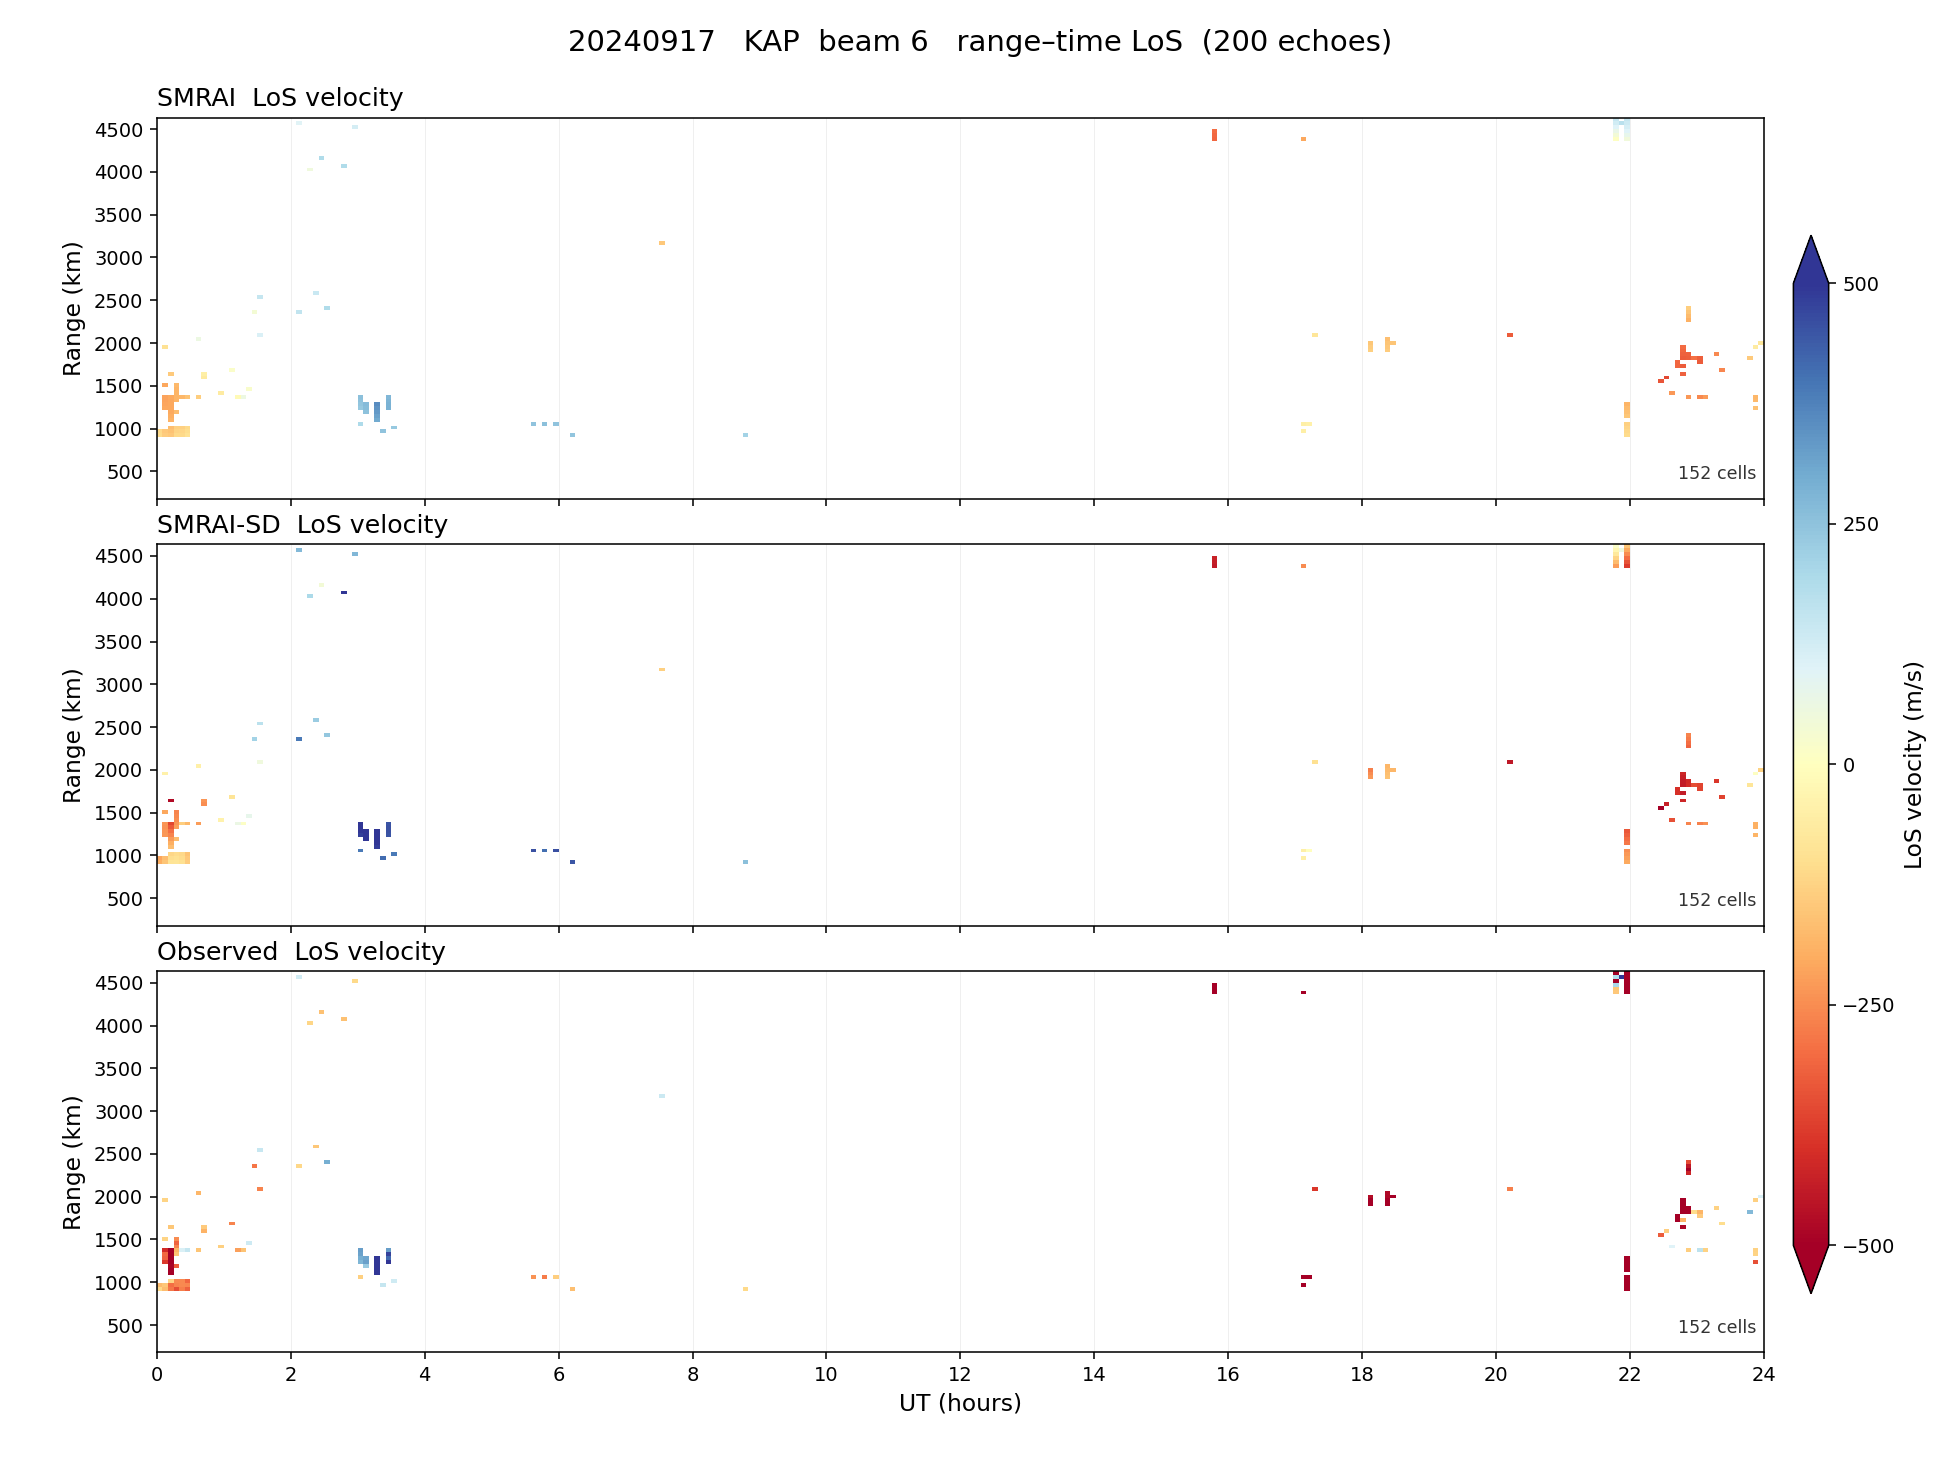 20240917   KAP  beam 6   range–time LoS  (200 echoes)
SMRAI  LoS velocity
4500
4000
3500
3000
2500
2000
1500
1000
500
Range (km)
152 cells
SMRAI-SD  LoS velocity
4500
4000
3500
3000
2500
2000
1500
1000
500
Range (km)
152 cells
Observed  LoS velocity
4500
4000
3500
3000
2500
2000
1500
1000
500
Range (km)
152 cells
0 2 4 6 8 10 12 14 16 18 20 22 24
UT (hours)
500
250
0
−250
−500
LoS velocity (m/s)